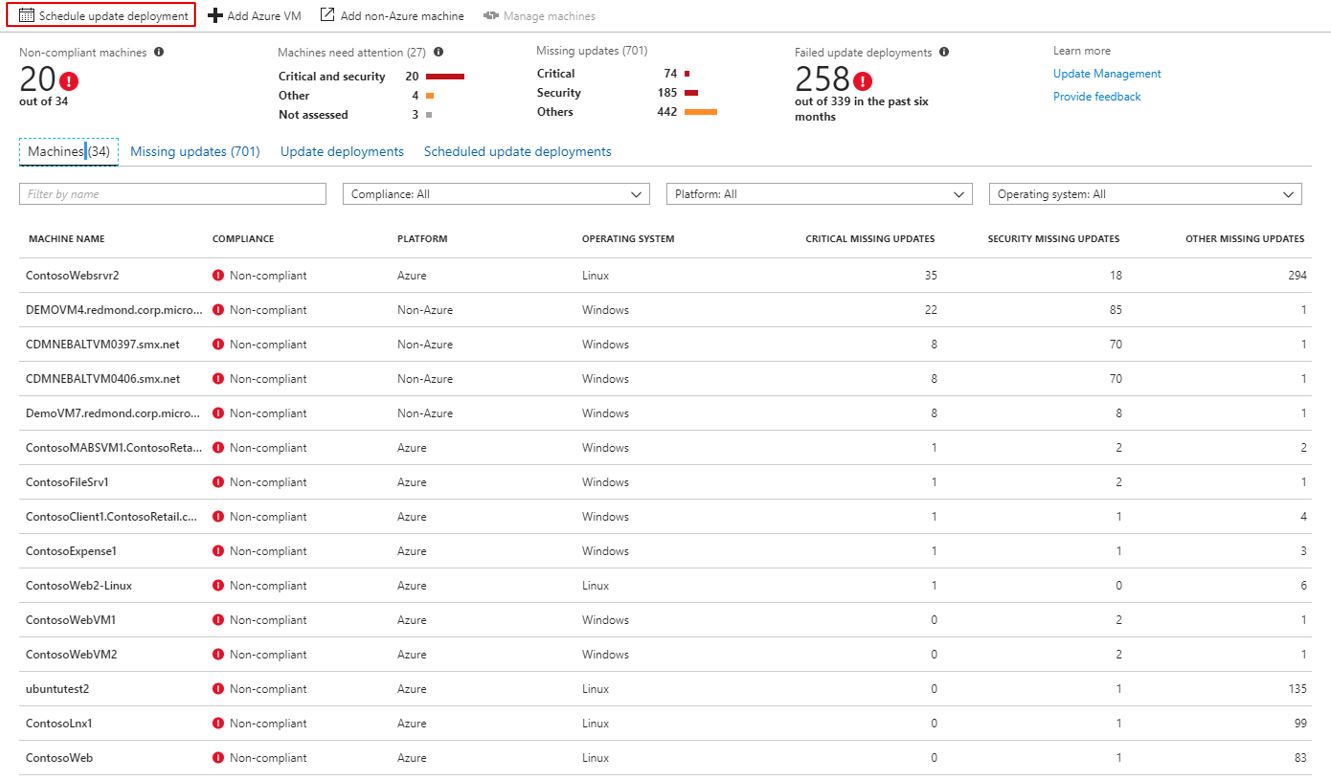 Schedule update deployment Add Azure VM Add non-Azure machine Manage machines
Non-compliant machines
20
out of 34
Machines need attention (27)
Critical and security 20
Other 4
Not assessed 3
Missing updates (701)
Critical 74
Security 185
Others 442
Failed update deployments
258
out of 339 in the past six
months
Learn more
Update Management
Provide feedback
Machines (34) Missing updates (701) Update deployments Scheduled update deployments
Filter by name Compliance: All Platform: All Operating system: All
MACHINE NAME COMPLIANCE PLATFORM OPERATING SYSTEM CRITICAL MISSING UPDATES SECURITY MISSING UPDATES OTHER MISSING UPDATES
ContosoWebsrvr2 Non-compliant Azure Linux 35 18 294
DEMOVM4.redmond.corp.micro... Non-compliant Non-Azure Windows 22 85 1
CDMNEBALTVM0397.smx.net Non-compliant Non-Azure Windows 8 70 1
CDMNEBALTVM0406.smx.net Non-compliant Non-Azure Windows 8 70 1
DemoVM7.redmond.corp.micro... Non-compliant Non-Azure Windows 8 8 1
ContosoMABSVM1.ContosoReta... Non-compliant Azure Windows 1 2 2
ContosoFileSrv1 Non-compliant Azure Windows 1 2 1
ContosoClient1.ContosoRetail.c... Non-compliant Azure Windows 1 1 4
ContosoExpense1 Non-compliant Azure Windows 1 1 3
ContosoWeb2-Linux Non-compliant Azure Linux 1 0 6
ContosoWebVM1 Non-compliant Azure Windows 0 2 1
ContosoWebVM2 Non-compliant Azure Windows 0 2 1
ubuntutest2 Non-compliant Azure Linux 0 1 135
ContosoLnx1 Non-compliant Azure Linux 0 1 99
ContosoWeb Non-compliant Azure Linux 0 1 83